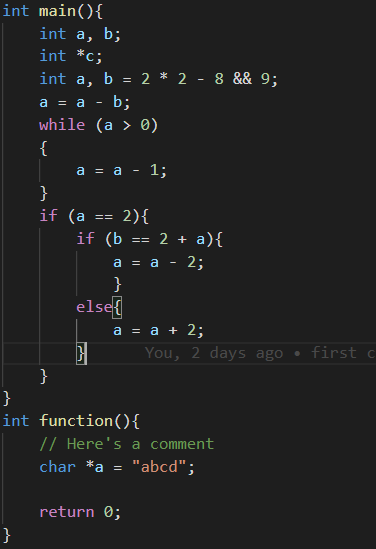 int main(){
    int a, b;
    int *c;
    int a, b = 2 * 2 - 8 && 9;
    a = a - b;
    while (a > 0)
    {
        a = a - 1;
    }
    if (a == 2){
        if (b == 2 + a){
            a = a - 2;
            }
        else{
            a = a + 2;
        }    You, 2 days ago • first c
    }
}
int function(){
    // Here's a comment
    char *a = "abcd";

    return 0;
}